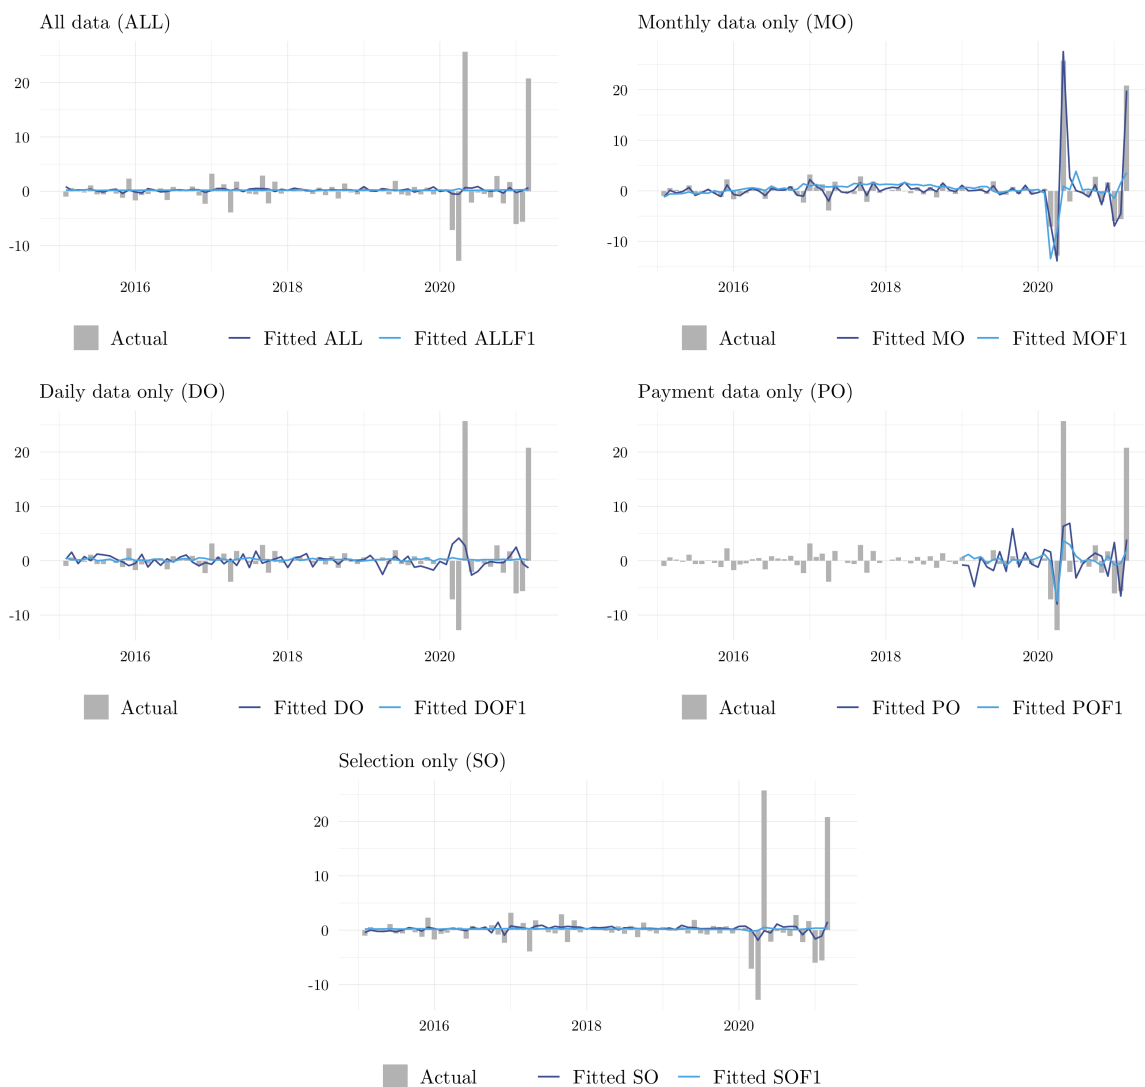 All data (ALL)
20
10
0
-10
2016 2018 2020
Actual Fitted ALL Fitted ALLF1
Monthly data only (MO)
20
10
0
-10
2016 2018 2020
Actual Fitted MO Fitted MOF1
Daily data only (DO)
20
10
0
-10
2016 2018 2020
Actual Fitted DO Fitted DOF1
Payment data only (PO)
20
10
0
-10
2016 2018 2020
Actual Fitted PO Fitted POF1
Selection only (SO)
20
10
0
-10
2016 2018 2020
Actual Fitted SO Fitted SOF1